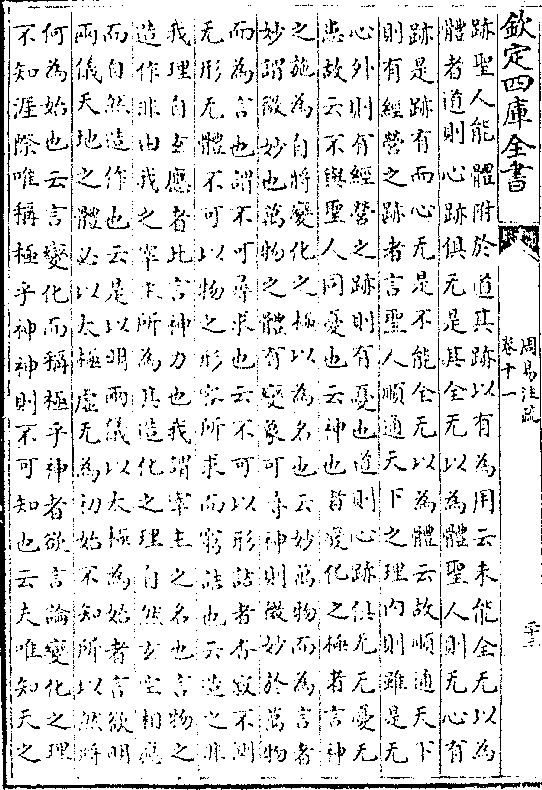 欽定四庫全書
周易注疏
卷十一
跡聖人能體附於道其跡以有為用云未能全无以為
體者道則心跡俱无是其全无以為體聖人則无心有
跡是跡有而心无是不能全无以為體云故順通天下
則有經營之跡者言聖人順通天下之理内則雖是无
心外則有經營之跡則有憂也道則心跡俱无无憂无
患故云不與聖人同憂也云神也者變化之極者言神
之施為自將變化之極以為名也云妙萬物而為言者
妙謂微妙也萬物之體有變象可尋神則微妙於萬物
而為言也謂不可尋求也云不可以形詰者杳寂不測
无形无體不可以物之形容所求而窮詰也云造之非
我理自玄應者此言神力也我謂宰主之名也言物之
造作非由我之宰主所為其造化之理自然玄空相應
而自然造作也云是以明兩儀以太極為始者言欲明
兩儀天地之體必以太極虛无為初始不知所以然將
何為始也云言變化而稱極乎神者欲言論變化之理
不知涯際唯稱極乎神神則不可知也云夫唯知天之